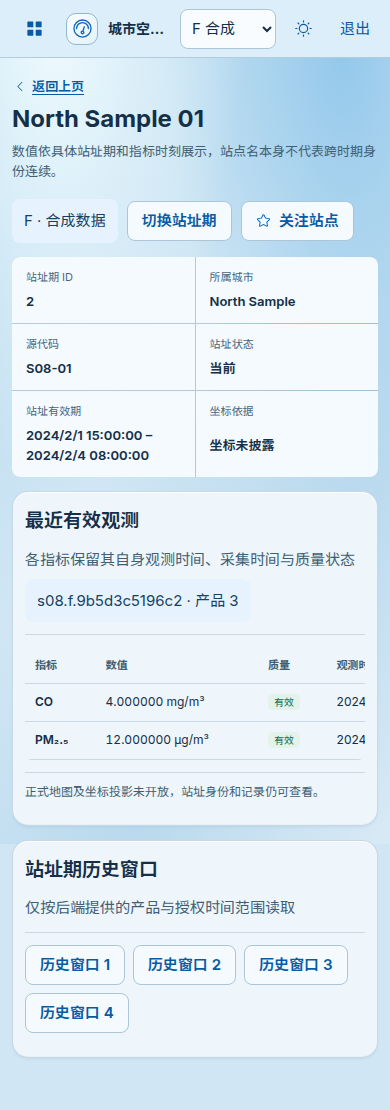 城市空... F 合成 退出
返回上页
North Sample 01
数值依具体站址期和指标时刻展示，站点名本身不代表跨时期身
份连续。
F · 合成数据 切换站址期 关注站点
站址期 ID 所属城市
2 North Sample
源代码 站址状态
S08-01 当前
站址有效期 坐标依据
2024/2/1 15:00:00 –
2024/2/4 08:00:00
坐标未披露
最近有效观测
各指标保留其自身观测时间、采集时间与质量状态
s08.f.9b5d3c5196c2 · 产品 3
指标 数值 质量 观测时
CO 4.000000 mg/m³ 有效 2024
PM₂.₅ 12.000000 µg/m³ 有效 2024
正式地图及坐标投影未开放，站址身份和记录仍可查看。
站址期历史窗口
仅按后端提供的产品与授权时间范围读取
历史窗口 1 历史窗口 2 历史窗口 3
历史窗口 4